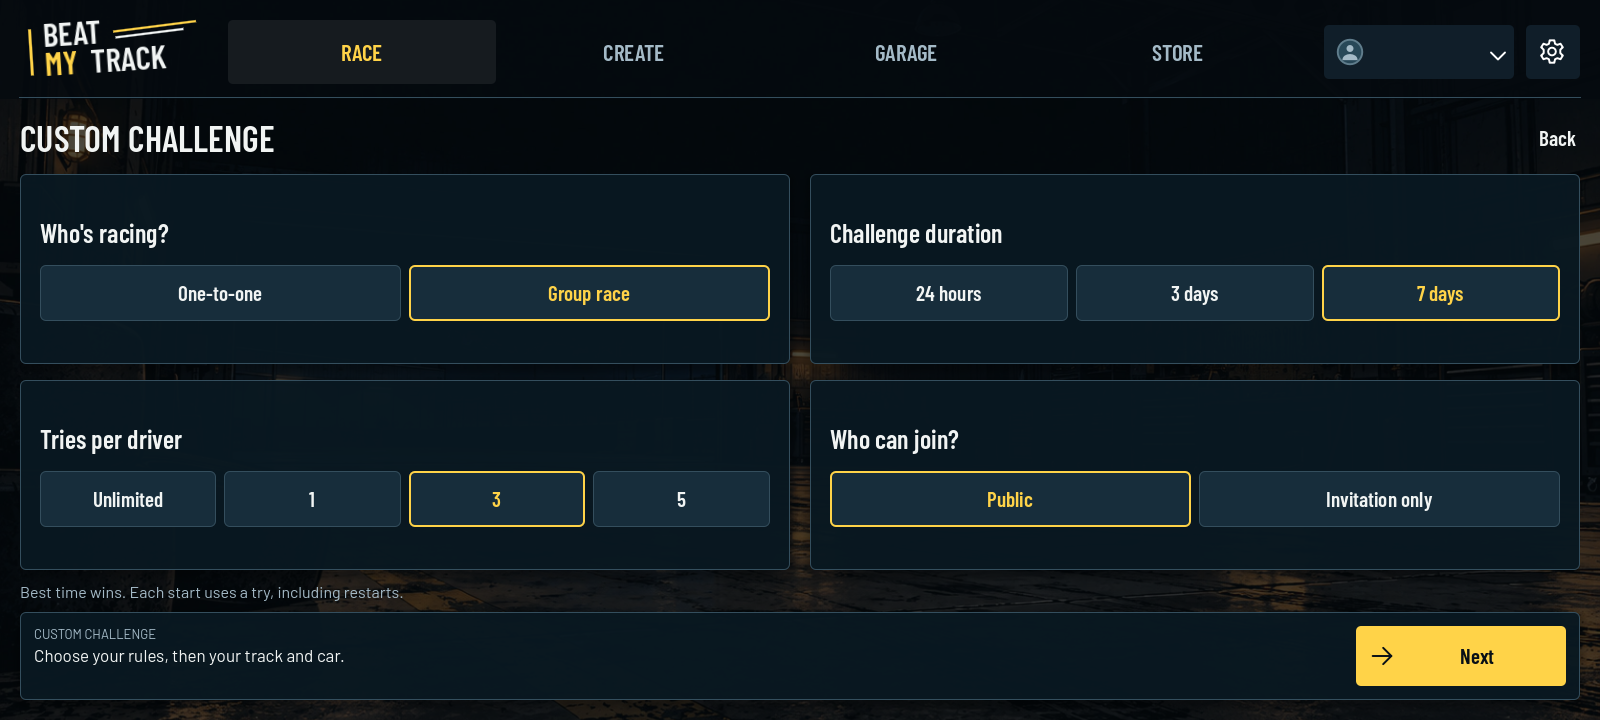 BEAT
MY TRACK
RACE
CREATE
GARAGE
STORE
CUSTOM CHALLENGE
Back
Who's racing?
One-to-one
Group race
Challenge duration
24 hours
3 days
7 days
Tries per driver
Unlimited
1
3
5
Who can join?
Public
Invitation only
Best time wins. Each start uses a try, including restarts.
CUSTOM CHALLENGE
Choose your rules, then your track and car.
Next